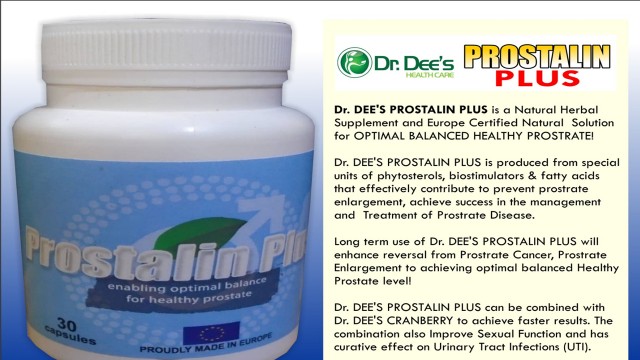 Prostalin Plu
enabling optimal balance
for healthy prostate
30
capsules
PROUDLY MADE IN EUROPE
Dr. Dee's
HEALTH CARE
PROSTALIN
PLUS
Dr. DEE'S PROSTALIN PLUS is a Natural Herbal
Supplement and Europe Certified Natural Solution
for OPTIMAL BALANCED HEALTHY PROSTRATE!
Dr. DEE'S PROSTALIN PLUS is produced from special
units of phytosterols, biostimulators & fatty acids
that effectively contribute to prevent prostrate
enlargement, achieve success in the management
and Treatment of Prostrate Disease.
Long term use of Dr. DEE'S PROSTALIN PLUS will
enhance reversal from Prostrate Cancer, Prostrate
Enlargement to achieving optimal balanced Healthy
Prostrate level!
Dr. DEE'S PROSTALIN PLUS can be combined with
Dr. DEE'S CRANBERRY to achieve faster results. The
combination also Improve Sexual Function and has
curative effect on Urinary Tract Infections (UTI).